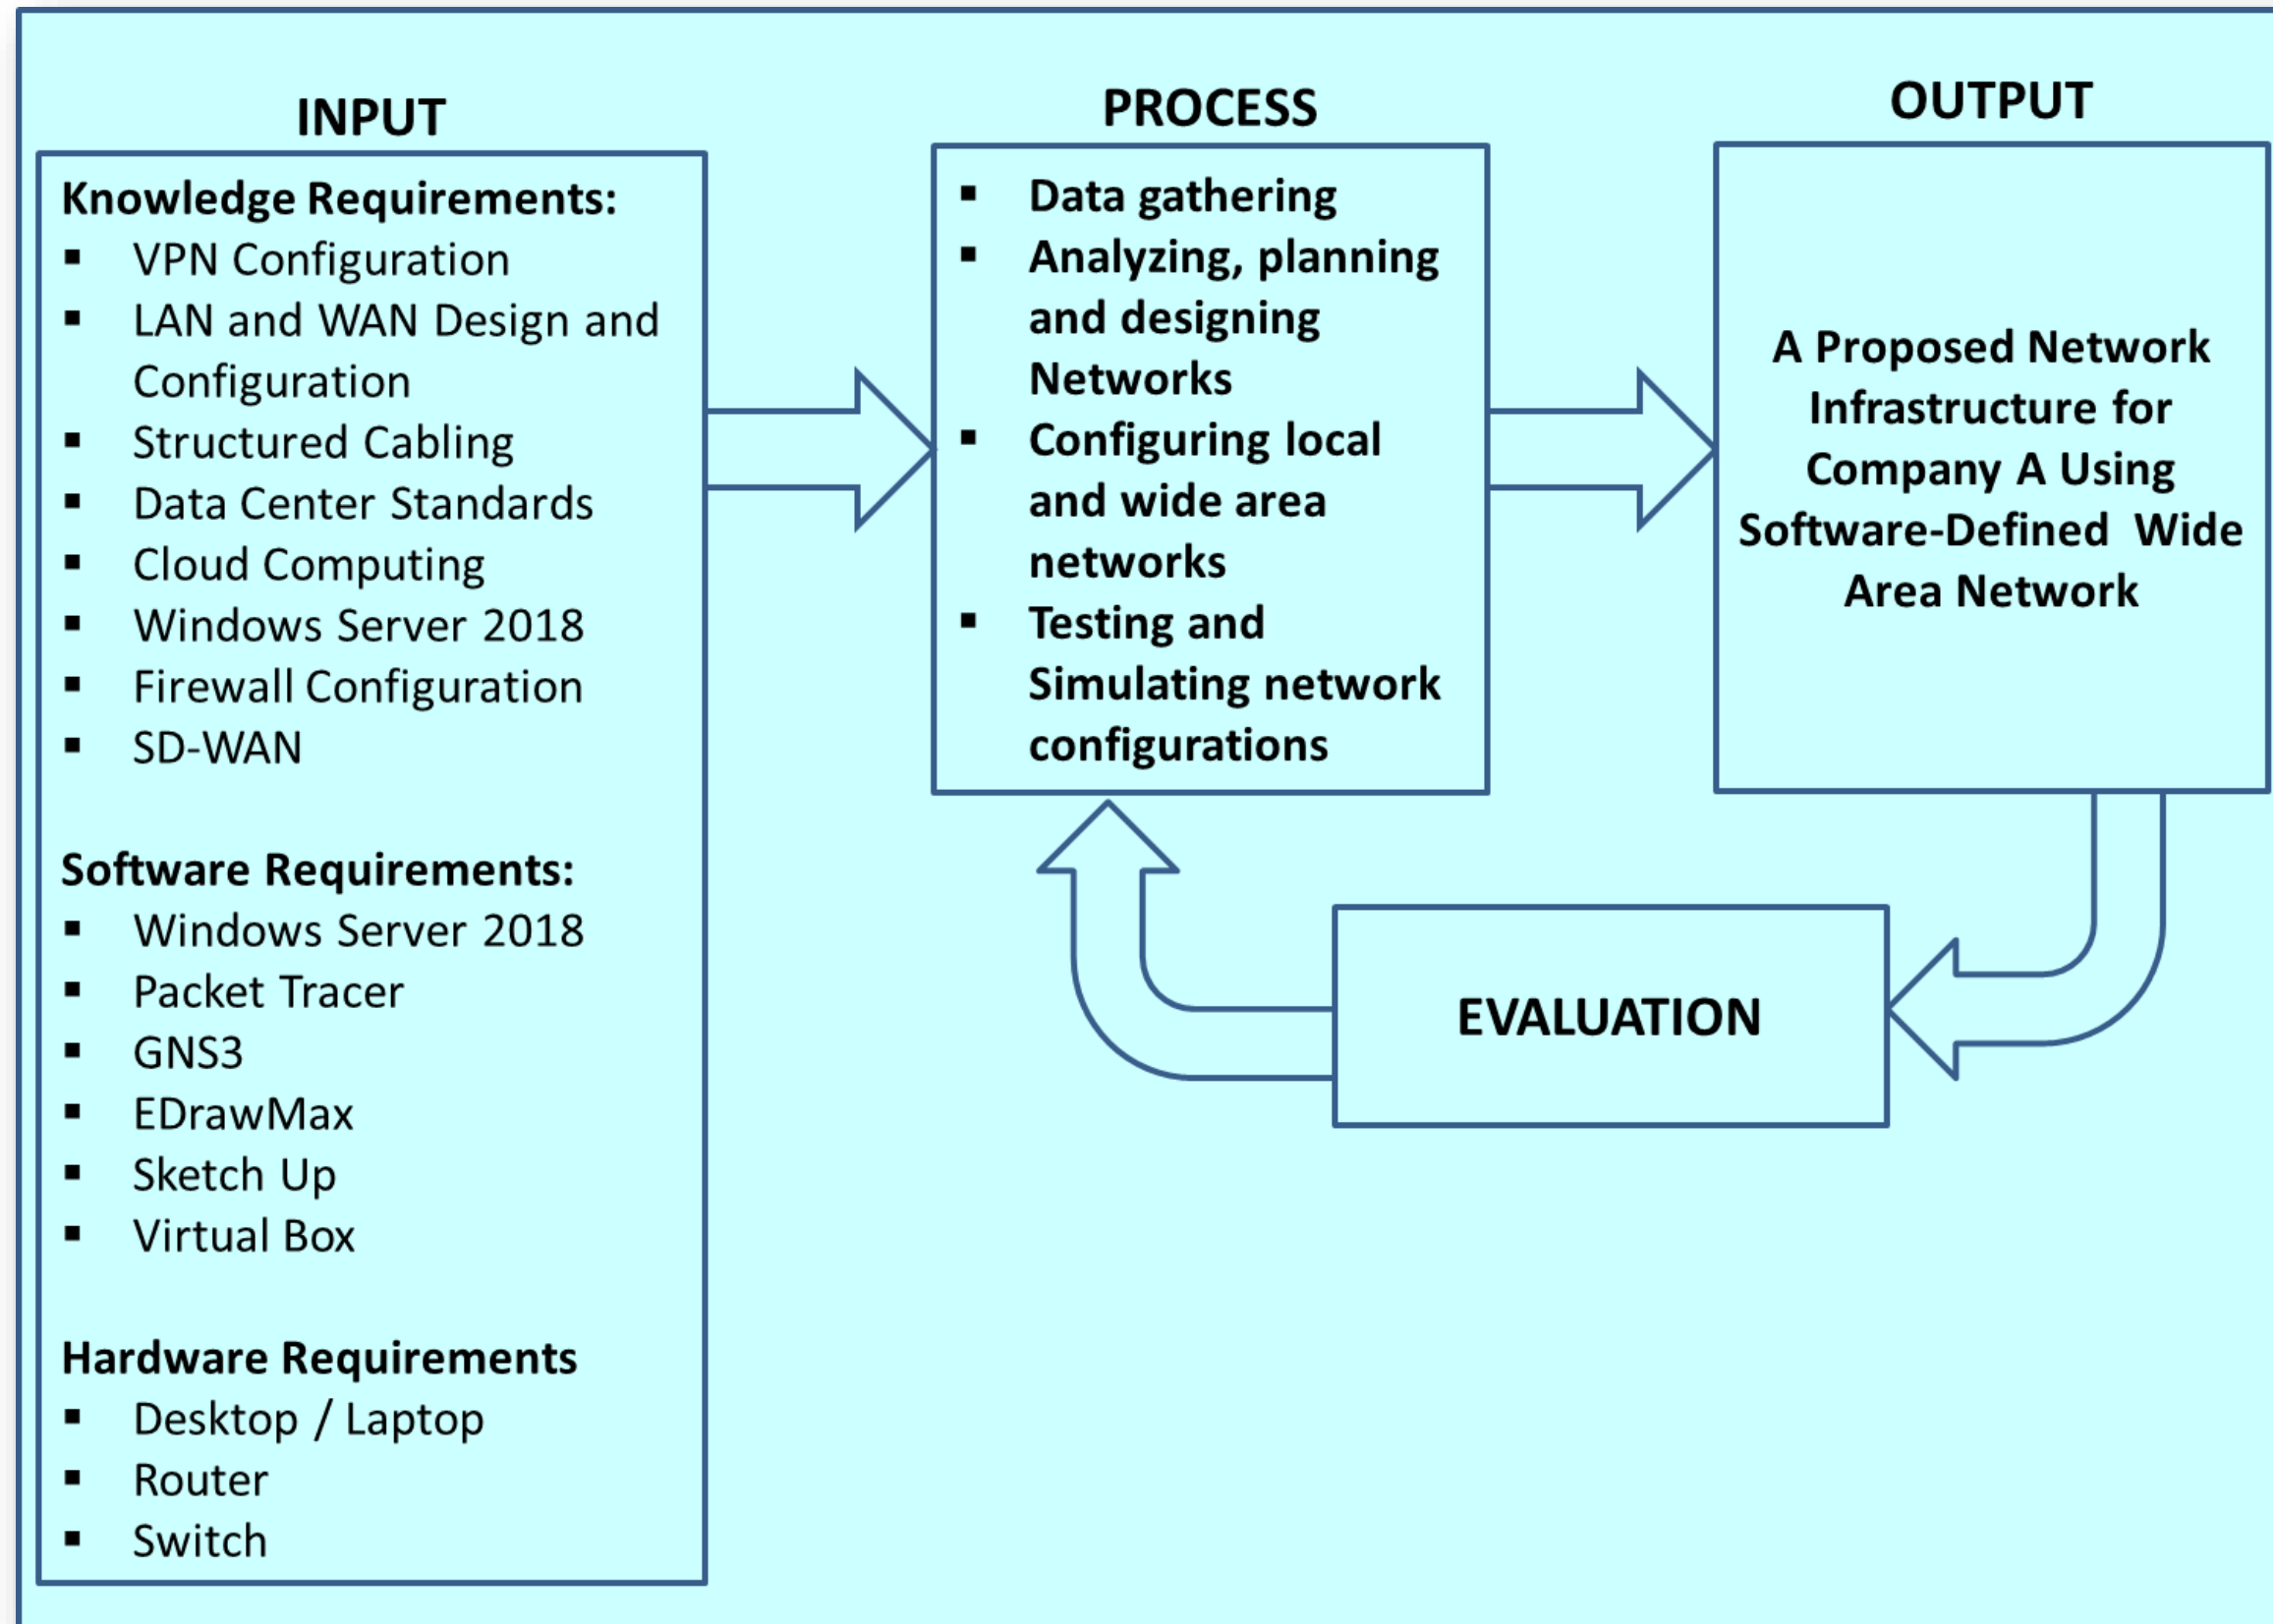 INPUT
Knowledge Requirements:
▪ VPN Configuration
▪ LAN and WAN Design and
Configuration
▪ Structured Cabling
▪ Data Center Standards
▪ Cloud Computing
▪ Windows Server 2018
▪ Firewall Configuration
▪ SD-WAN
Software Requirements:
▪ Windows Server 2018
▪ Packet Tracer
▪ GNS3
▪ EDrawMax
▪ Sketch Up
▪ Virtual Box
Hardware Requirements
▪ Desktop / Laptop
▪ Router
▪ Switch
PROCESS
▪ Data gathering
▪ Analyzing, planning
and designing
Networks
▪ Configuring local
and wide area
networks
▪ Testing and
Simulating network
configurations
OUTPUT
A Proposed Network
Infrastructure for
Company A Using
Software-Defined Wide
Area Network
EVALUATION